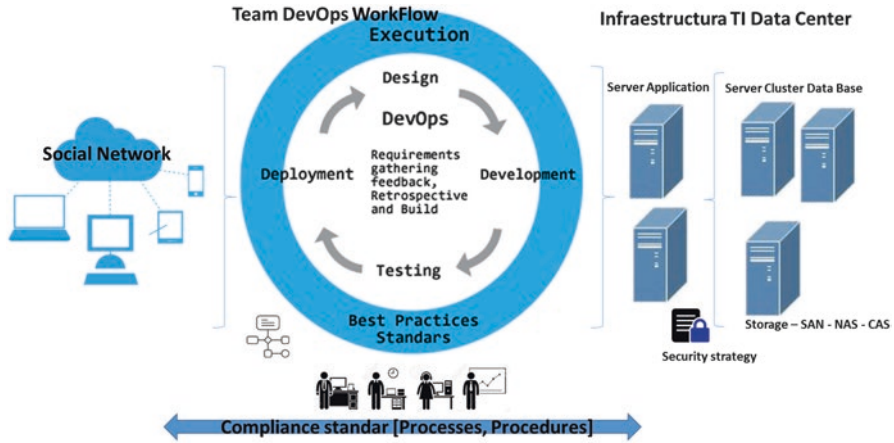 Team DevOps WorkFlow
Infraestructura TI Data Center
Execution
Design
DevOps
Requirements
gathering
feedback,
Retrospective
and Build
Deployment
Development
Testing
Best Practices
Standars
Social Network
Server Application
Server Cluster Data Base
Storage – SAN - NAS - CAS
Security strategy
Compliance standar [Processes, Procedures]